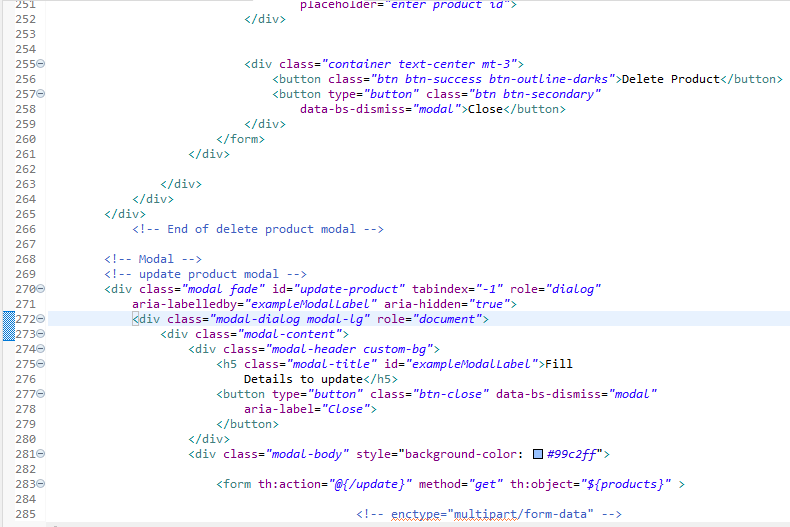 251 placeholder="enter product id">
252 </div>
253
254
255 <div class="container text-center mt-3">
256 <button class="btn btn-success btn-outline-darks">Delete Product</button>
257 <button type="button" class="btn btn-secondary"
258 data-bs-dismiss="modal">Close</button>
259 </div>
260 </form>
261 </div>
262
263 </div>
264 </div>
265 </div>
266 <!-- End of delete product modal -->
267
268 <!-- Modal -->
269 <!-- update product modal -->
270 <div class="modal fade" id="update-product" tabindex="-1" role="dialog"
271 aria-labelledby="exampleModalLabel" aria-hidden="true">
272 <div class="modal-dialog modal-lg" role="document">
273 <div class="modal-content">
274 <div class="modal-header custom-bg">
275 <h5 class="modal-title" id="exampleModalLabel">Fill
276 Details to update</h5>
277 <button type="button" class="btn-close" data-bs-dismiss="modal"
278 aria-label="Close">
279 </button>
280 </div>
281 <div class="modal-body" style="background-color: #99c2ff">
282
283 <form th:action="@{/update}" method="get" th:object="${products}" >
284
285 <!-- enctype="multipart/form-data" -->